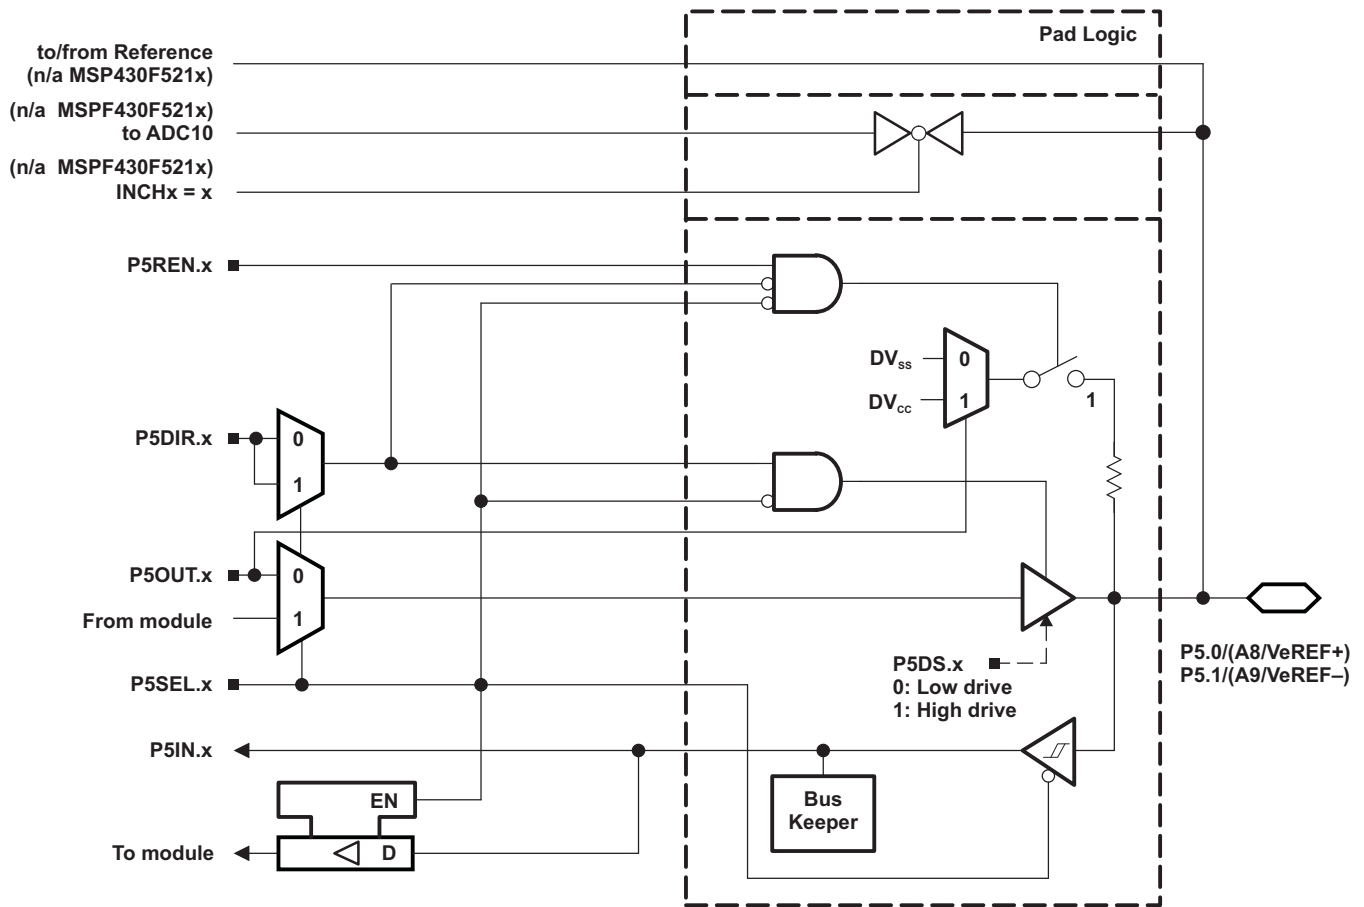 Pad Logic
to/from Reference
(n/a MSP430F521x)
(n/a MSPF430F521x)
to ADC10
(n/a MSPF430F521x)
INCHx = x
P5REN.x
DVss
0
DVcc
1
1
P5DIR.x
0
1
P5OUT.x
0
From module
1
P5SEL.x
P5DS.x
0: Low drive
1: High drive
P5.0/(A8/VeREF+)
P5.1/(A9/VeREF–)
P5IN.x
Bus
Keeper
EN
To module
D